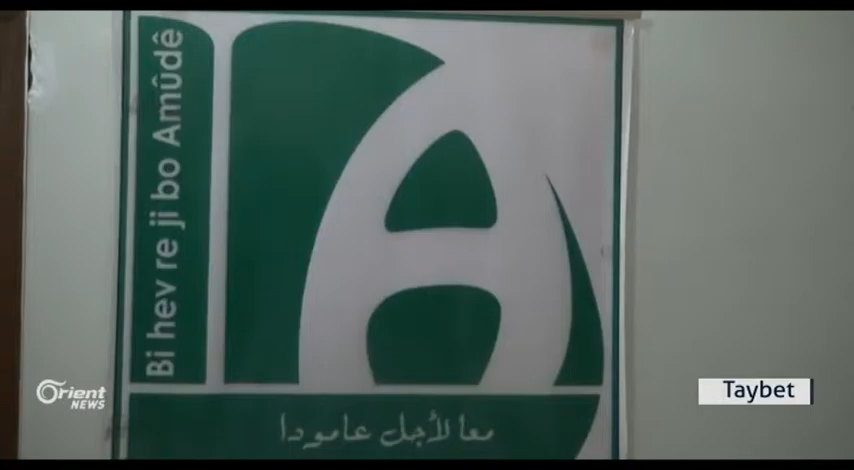 Bi hev re ji bo Amûdê
معا لأجل عامودا
Orient
NEWS
Taybet